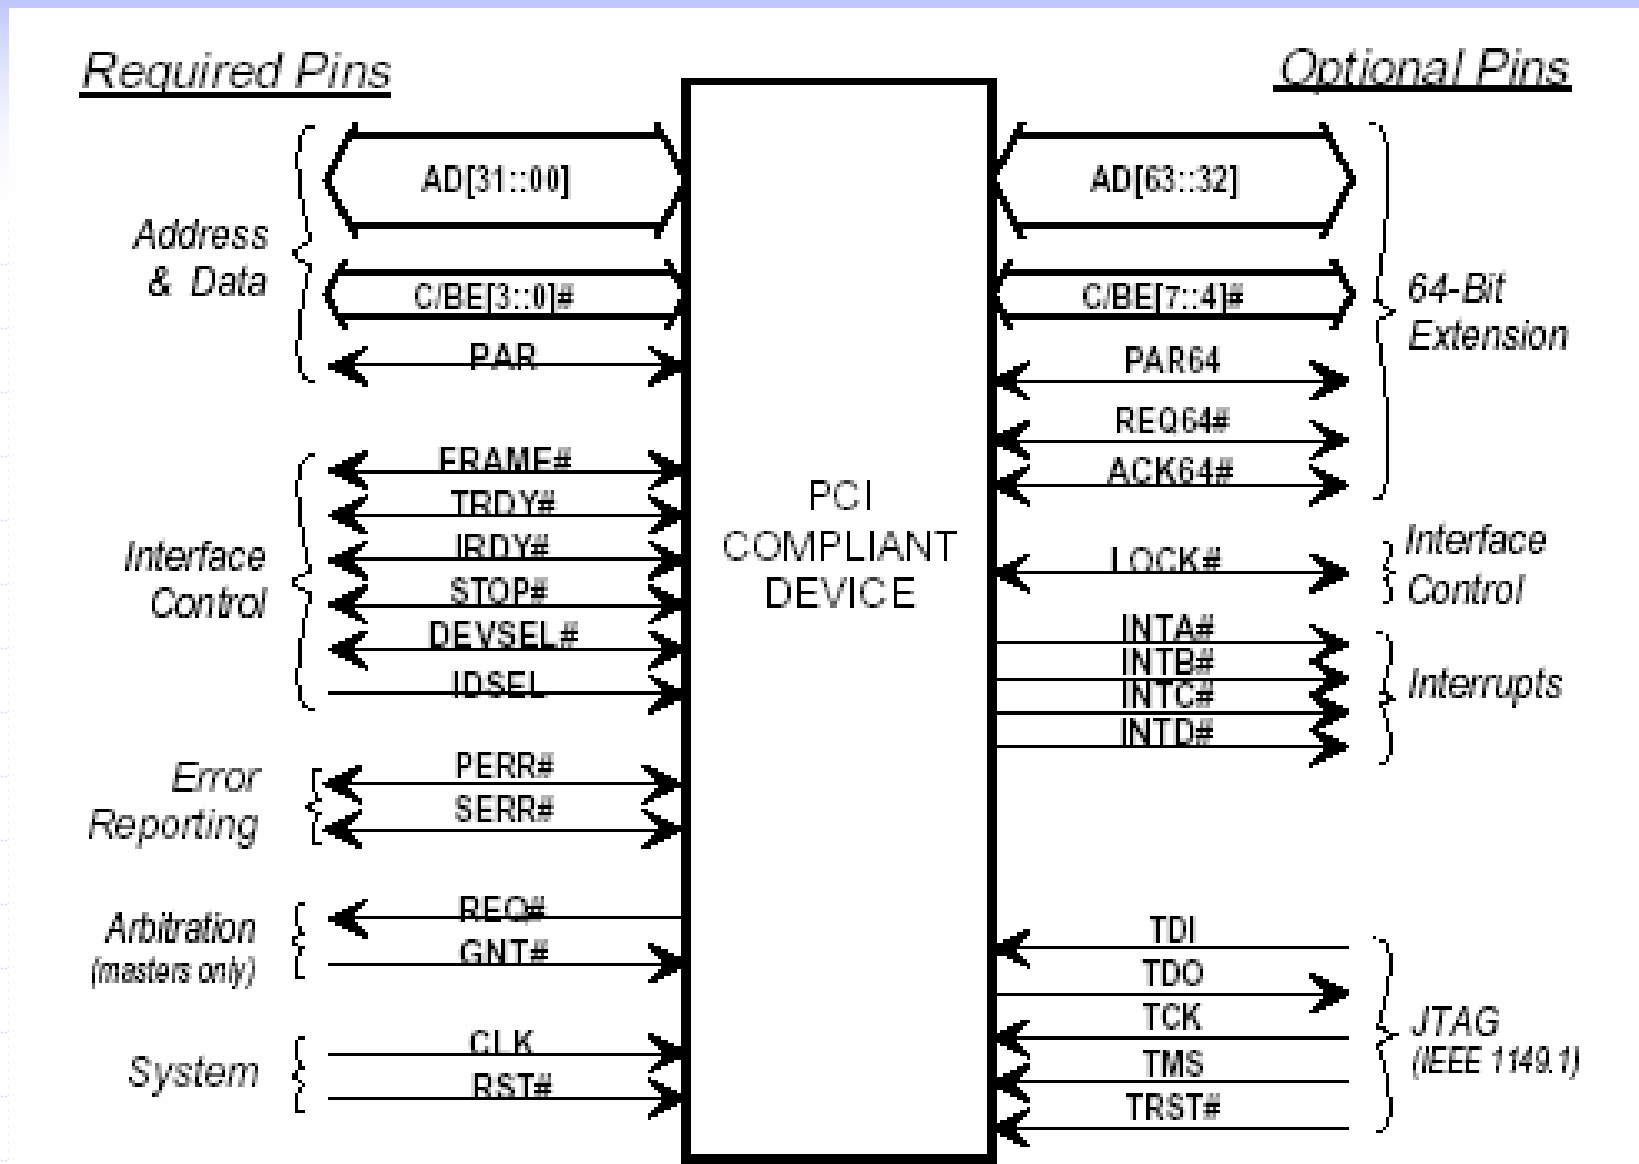 Required Pins
Optional Pins
Address
& Data
AD[31::00]
C/BE[3::0]#
PAR
Interface
Control
FRAME#
TRDY#
IRDY#
STOP#
DEVSEL#
IDSEL
Error
Reporting
PERR#
SERR#
Arbitration
(masters only)
REQ#
GNT#
System
CLK
RST#
PCI
COMPLIANT
DEVICE
AD[63::32]
C/BE[7::4]#
PAR64
REQ64#
ACK64#
64-Bit
Extension
LOCK#
Interface
Control
INTA#
INTB#
INTC#
INTD#
Interrupts
TDI
TDO
TCK
TMS
TRST#
JTAG
(IEEE 1149.1)